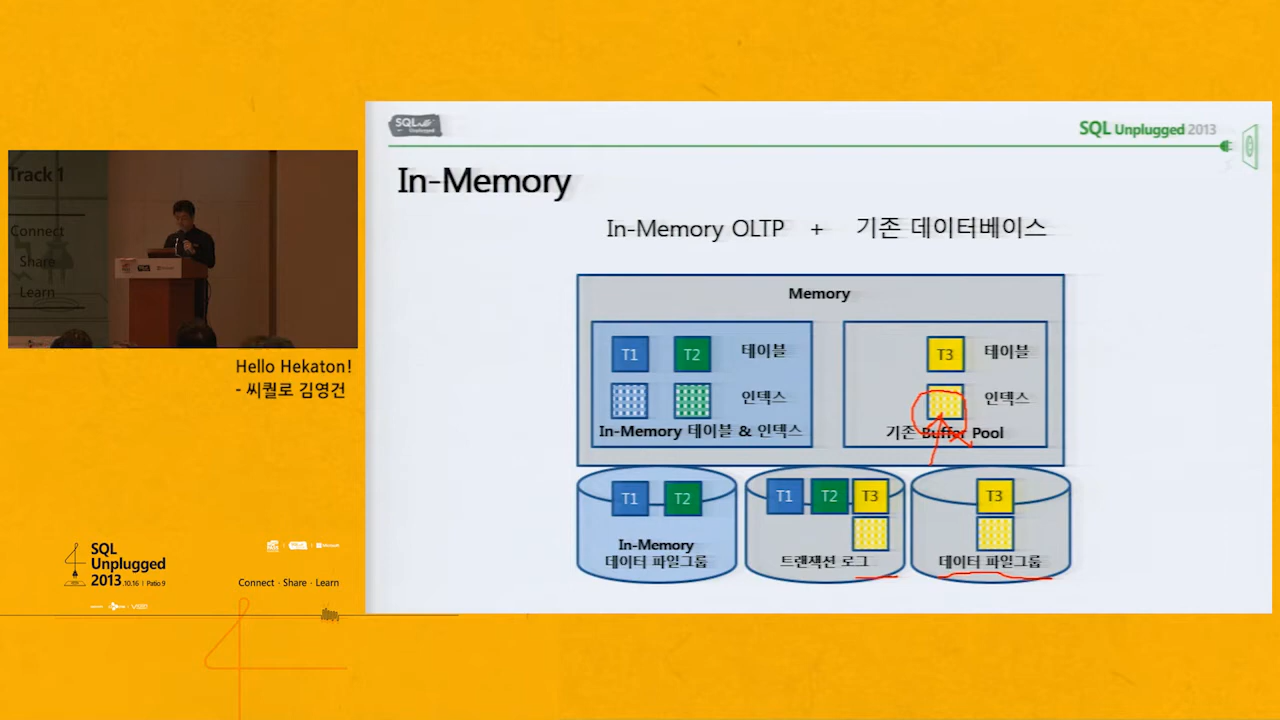 SQL
Unplugged
SQL Unplugged 2013
In-Memory
In-Memory OLTP + 기존 데이터베이스
Memory
T1 T2 테이블
인덱스
In-Memory 테이블 & 인덱스
T3 테이블
인덱스
기존 Buffer Pool
T1 T2
In-Memory
데이터 파일그룹
T1 T2 T3
트랜잭션 로그
T3
데이터 파일그룹
Track 1
Connect
Share
Learn
Hello Hekaton!
- 씨퀄로 김영건
SQL
Unplugged
2013.10.16 | Patio 9
Connect · Share · Learn